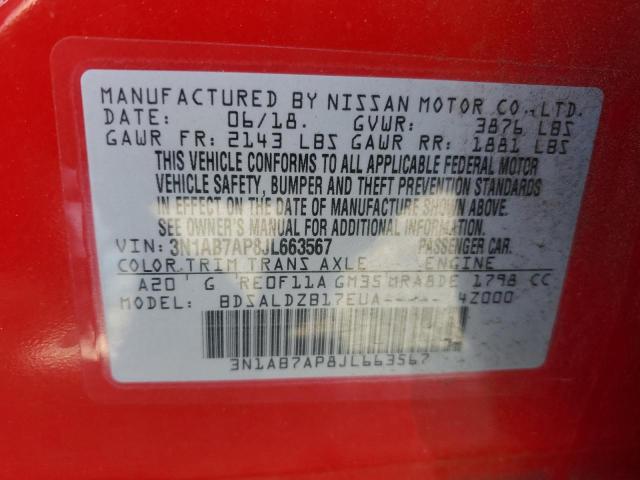 MANUFACTURED BY NISSAN MOTOR CO., LTD.
DATE: 06/18. GVWR: 3876 LBS
GAWR FR: 2143 LBS GAWR RR: 1881 LBS
THIS VEHICLE CONFORMS TO ALL APPLICABLE FEDERAL MOTOR
VEHICLE SAFETY, BUMPER AND THEFT PREVENTION STANDARDS
IN EFFECT ON THE DATE OF MANUFACTURE SHOWN ABOVE.
SEE OWNER'S MANUAL FOR ADDITIONAL INFORMATION.
VIN: 3N1AB7AP8JL663567 PASSENGER CAR.
COLOR TRIM TRANS AXLE ENGINE
A20 G RE0F11A GM35 MRA8DE 1798 CC
BDSALDZB17EUA----- 4Z000
3N1AB7AP8JL663567